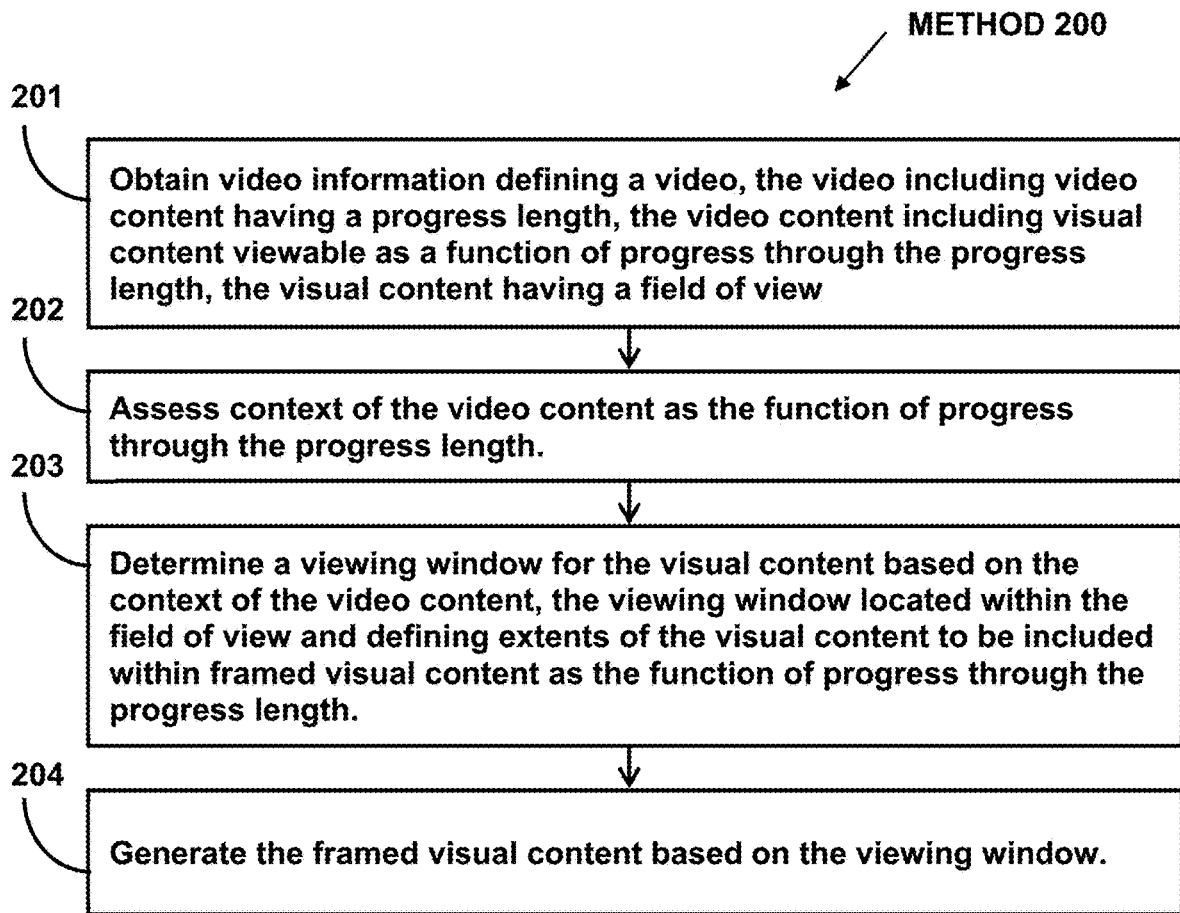 METHOD 200
201
Obtain video information defining a video, the video including video
content having a progress length, the video content including visual
content viewable as a function of progress through the progress
length, the visual content having a field of view
202
Assess context of the video content as the function of progress
through the progress length.
203
Determine a viewing window for the visual content based on the
context of the video content, the viewing window located within the
field of view and defining extents of the visual content to be included
within framed visual content as the function of progress through the
progress length.
204
Generate the framed visual content based on the viewing window.